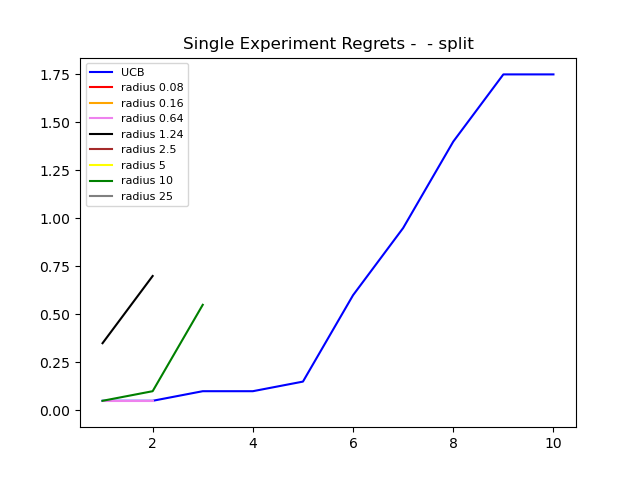 Single Experiment Regrets -  - split
UCB
radius 0.08
radius 0.16
radius 0.64
radius 1.24
radius 2.5
radius 5
radius 10
radius 25
1.75
1.50
1.25
1.00
0.75
0.50
0.25
0.00
2 4 6 8 10